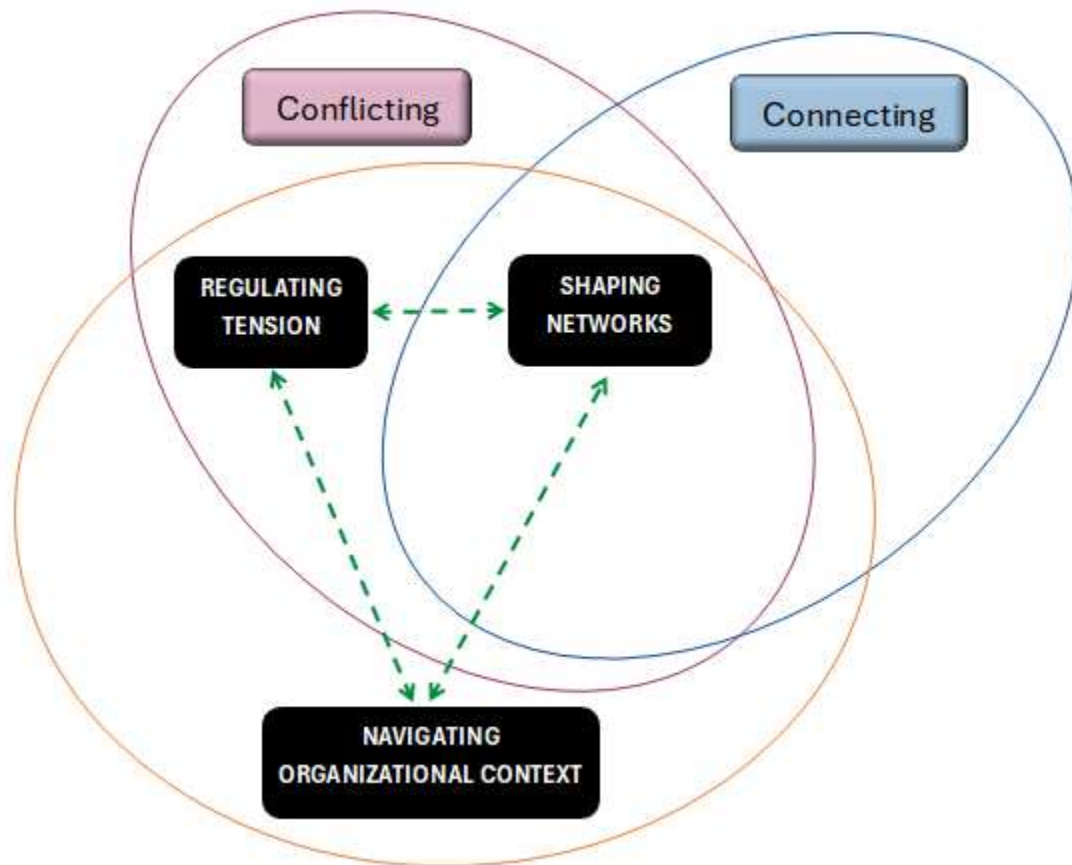 Conflicting
Connecting
REGULATING
TENSION
SHAPING
NETWORKS
NAVIGATING
ORGANIZATIONAL CONTEXT